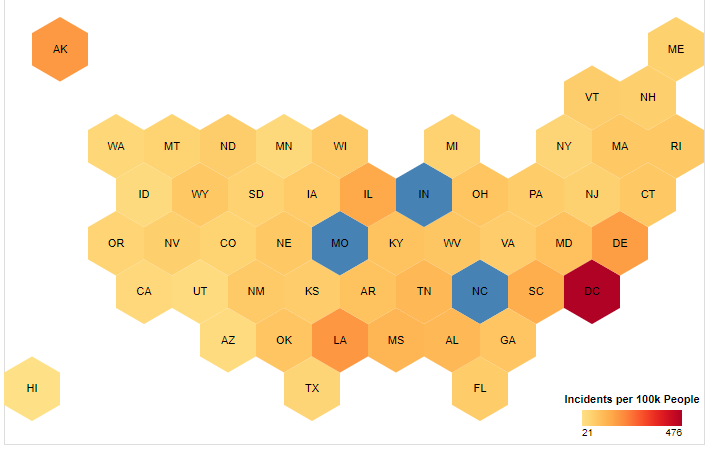 AK ME
VT NH
WA MT ND MN WI MI NY MA RI
ID WY SD IA IL IN OH PA NJ CT
OR NV CO NE MO KY WV VA MD DE
CA UT NM KS AR TN NC SC DC
AZ OK LA MS AL GA
HI TX FL
Incidents per 100k People
21 476